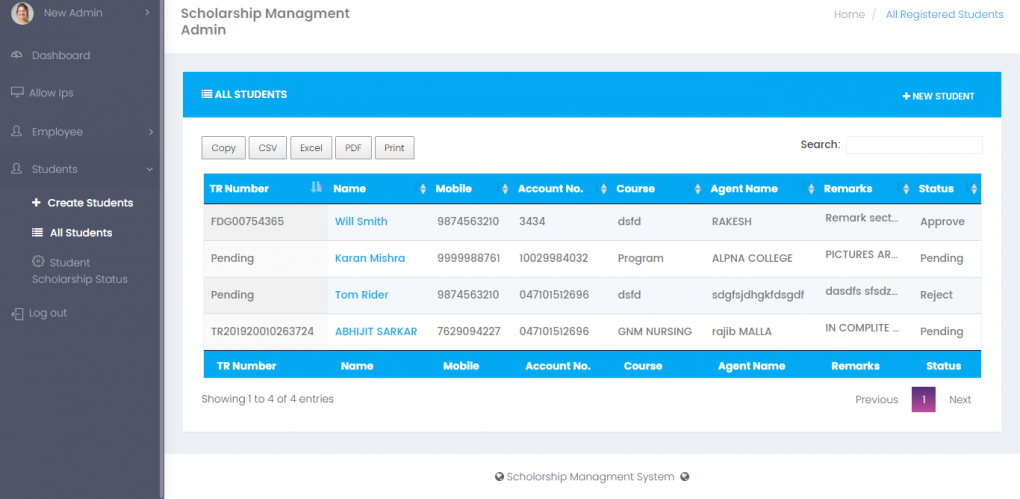 New Admin
Dashboard
Allow Ips
Employee
Students
Create Students
All Students
Student
Scholarship Status
Log out
Scholarship Managment
Admin
Home / All Registered Students
ALL STUDENTS
NEW STUDENT
Copy CSV Excel PDF Print
Search:
TR Number Name Mobile Account No. Course Agent Name Remarks Status
FDG00754365 Will Smith 9874563210 3434 dsfd RAKESH Remark sect... Approve
Pending Karan Mishra 9999988761 10029984032 Program ALPNA COLLEGE PICTURES AR... Pending
Pending Tom Rider 9874563210 047101512696 dsfd sdgfsjdhgkfdsgdf dasdfs sfsdz... Reject
TR201920010263724 ABHIJIT SARKAR 7629094227 047101512696 GNM NURSING rajib MALLA IN COMPLITE ... Pending
TR Number Name Mobile Account No. Course Agent Name Remarks Status
Showing 1 to 4 of 4 entries
Previous 1 Next
Scholorship Managment System